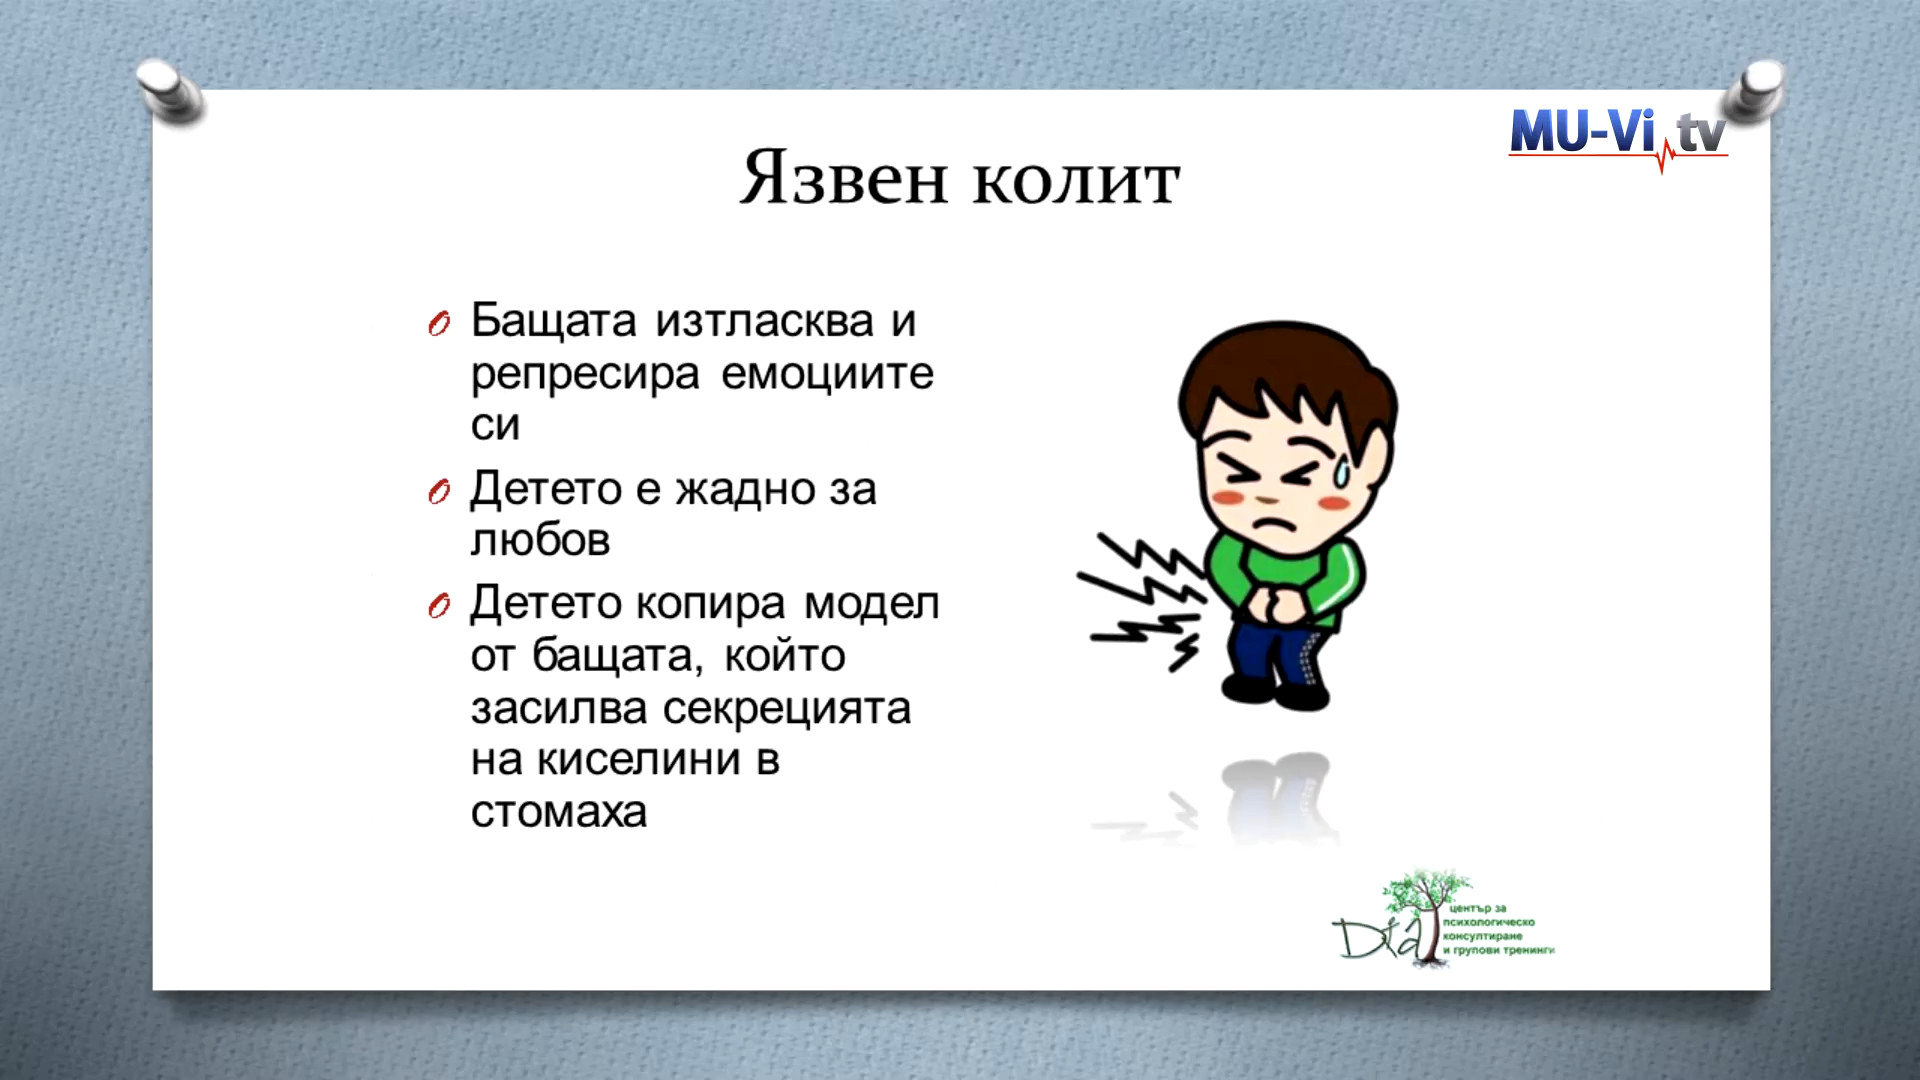 MU-Vi tv
Язвен колит
Бащата изтласква и
репресира емоциите
си
Детето е жадно за
любов
Детето копира модел
от бащата, който
засилва секрецията
на киселини в
стомаха
Dia
център за
психологическо
консултиране
и групови тренинги